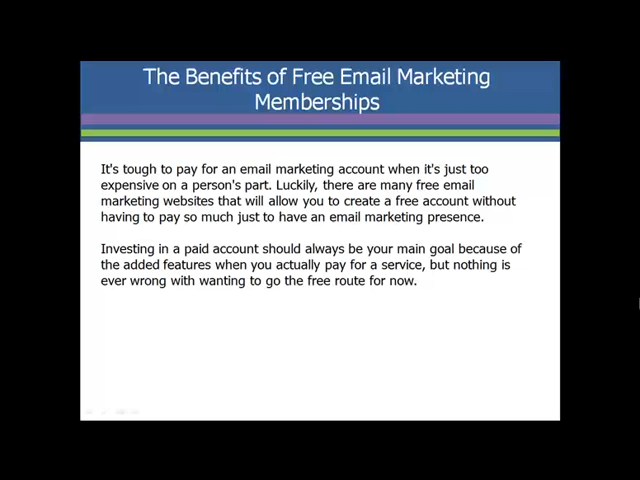 The Benefits of Free Email Marketing
Memberships
It's tough to pay for an email marketing account when it's just too
expensive on a person's part. Luckily, there are many free email
marketing websites that will allow you to create a free account without
having to pay so much just to have an email marketing presence.
Investing in a paid account should always be your main goal because of
the added features when you actually pay for a service, but nothing is
ever wrong with wanting to go the free route for now.